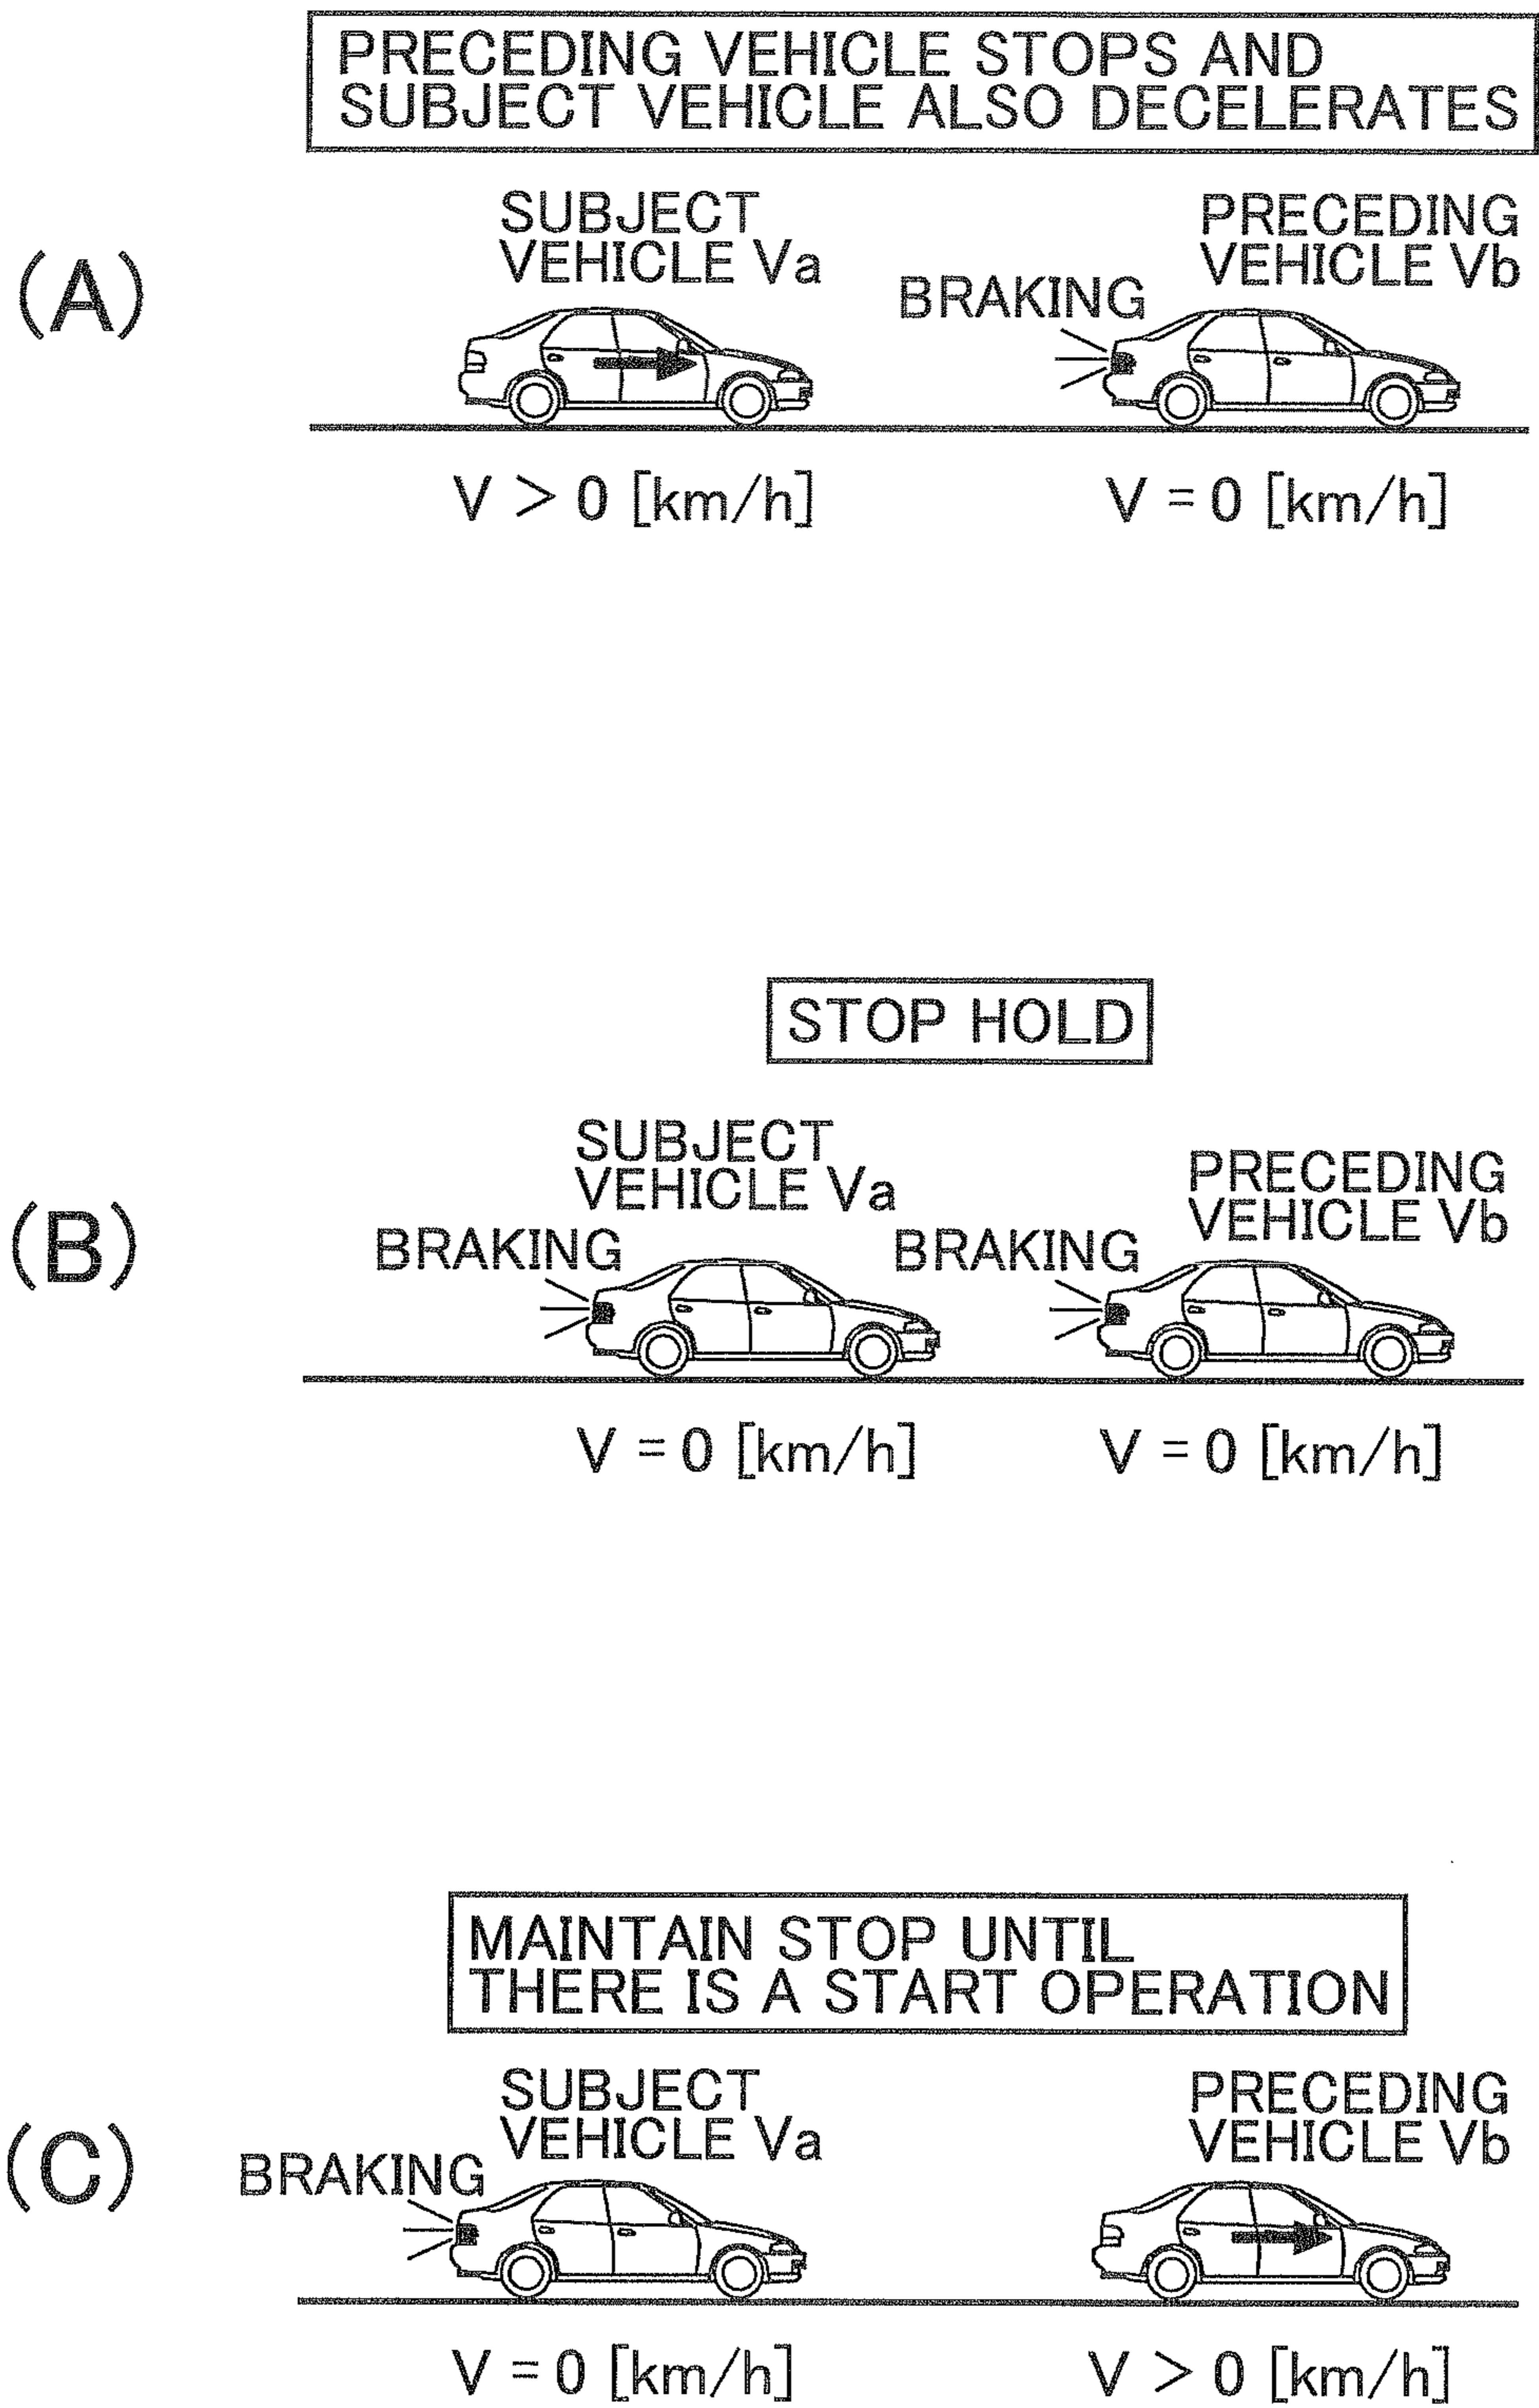 PRECEDING VEHICLE STOPS AND
SUBJECT VEHICLE ALSO DECELERATES
(A)
SUBJECT
VEHICLE Va
BRAKING
PRECEDING
VEHICLE Vb
V > 0 [km/h]
V = 0 [km/h]
STOP HOLD
(B)
BRAKING
SUBJECT
VEHICLE Va
BRAKING
PRECEDING
VEHICLE Vb
V = 0 [km/h]
V = 0 [km/h]
MAINTAIN STOP UNTIL
THERE IS A START OPERATION
(C)
BRAKING
SUBJECT
VEHICLE Va
PRECEDING
VEHICLE Vb
V = 0 [km/h]
V > 0 [km/h]